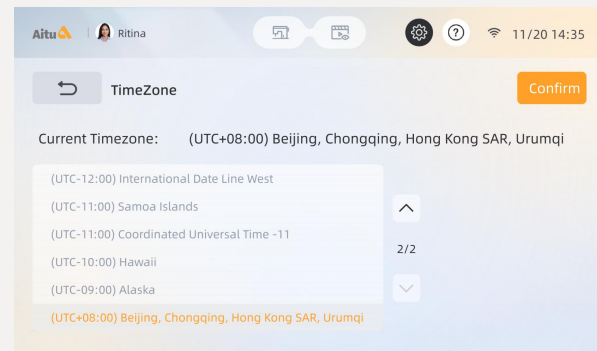 Aitu Ritina ? 11/20 14:35
TimeZone Confirm
Current Timezone: (UTC+08:00) Beijing, Chongqing, Hong Kong SAR, Urumqi
(UTC-12:00) International Date Line West
(UTC-11:00) Samoa Islands
(UTC-11:00) Coordinated Universal Time -11
2/2
(UTC-10:00) Hawaii
(UTC-09:00) Alaska
(UTC+08:00) Beijing, Chongqing, Hong Kong SAR, Urumqi